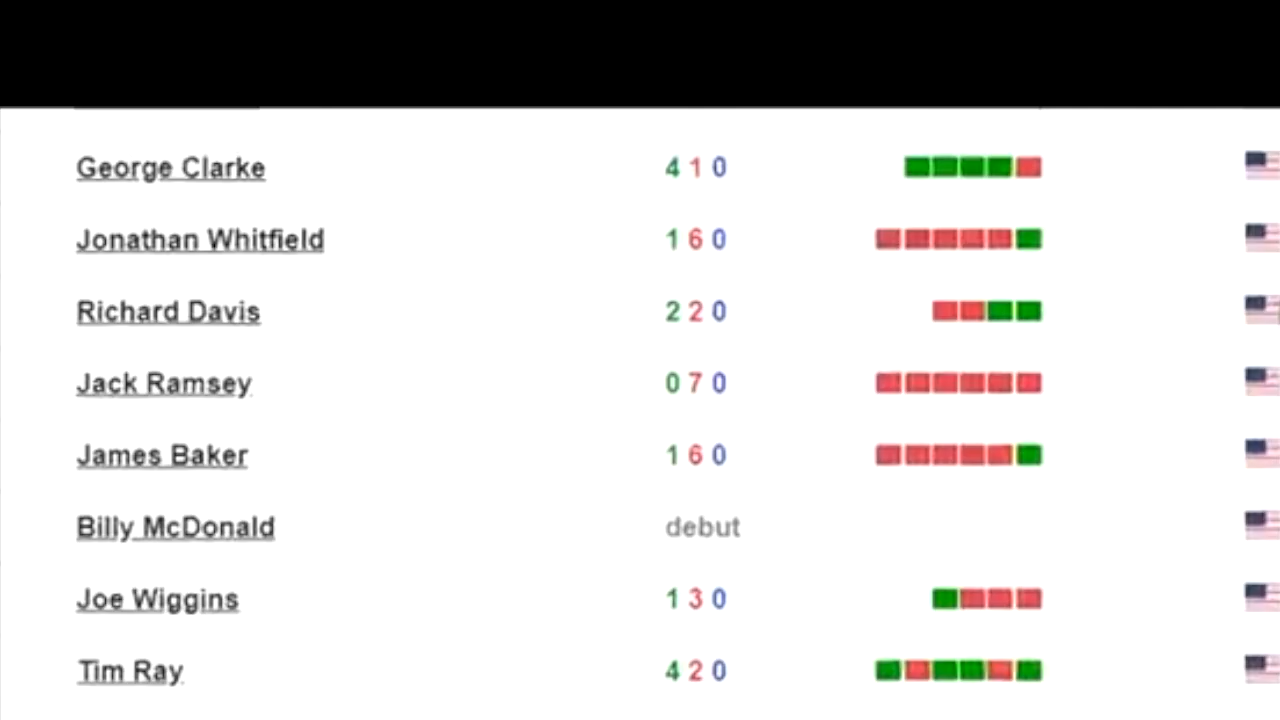 George Clarke 4 1 0
Jonathan Whitfield 1 6 0
Richard Davis 2 2 0
Jack Ramsey 0 7 0
James Baker 1 6 0
Billy McDonald debut
Joe Wiggins 1 3 0
Tim Ray 4 2 0